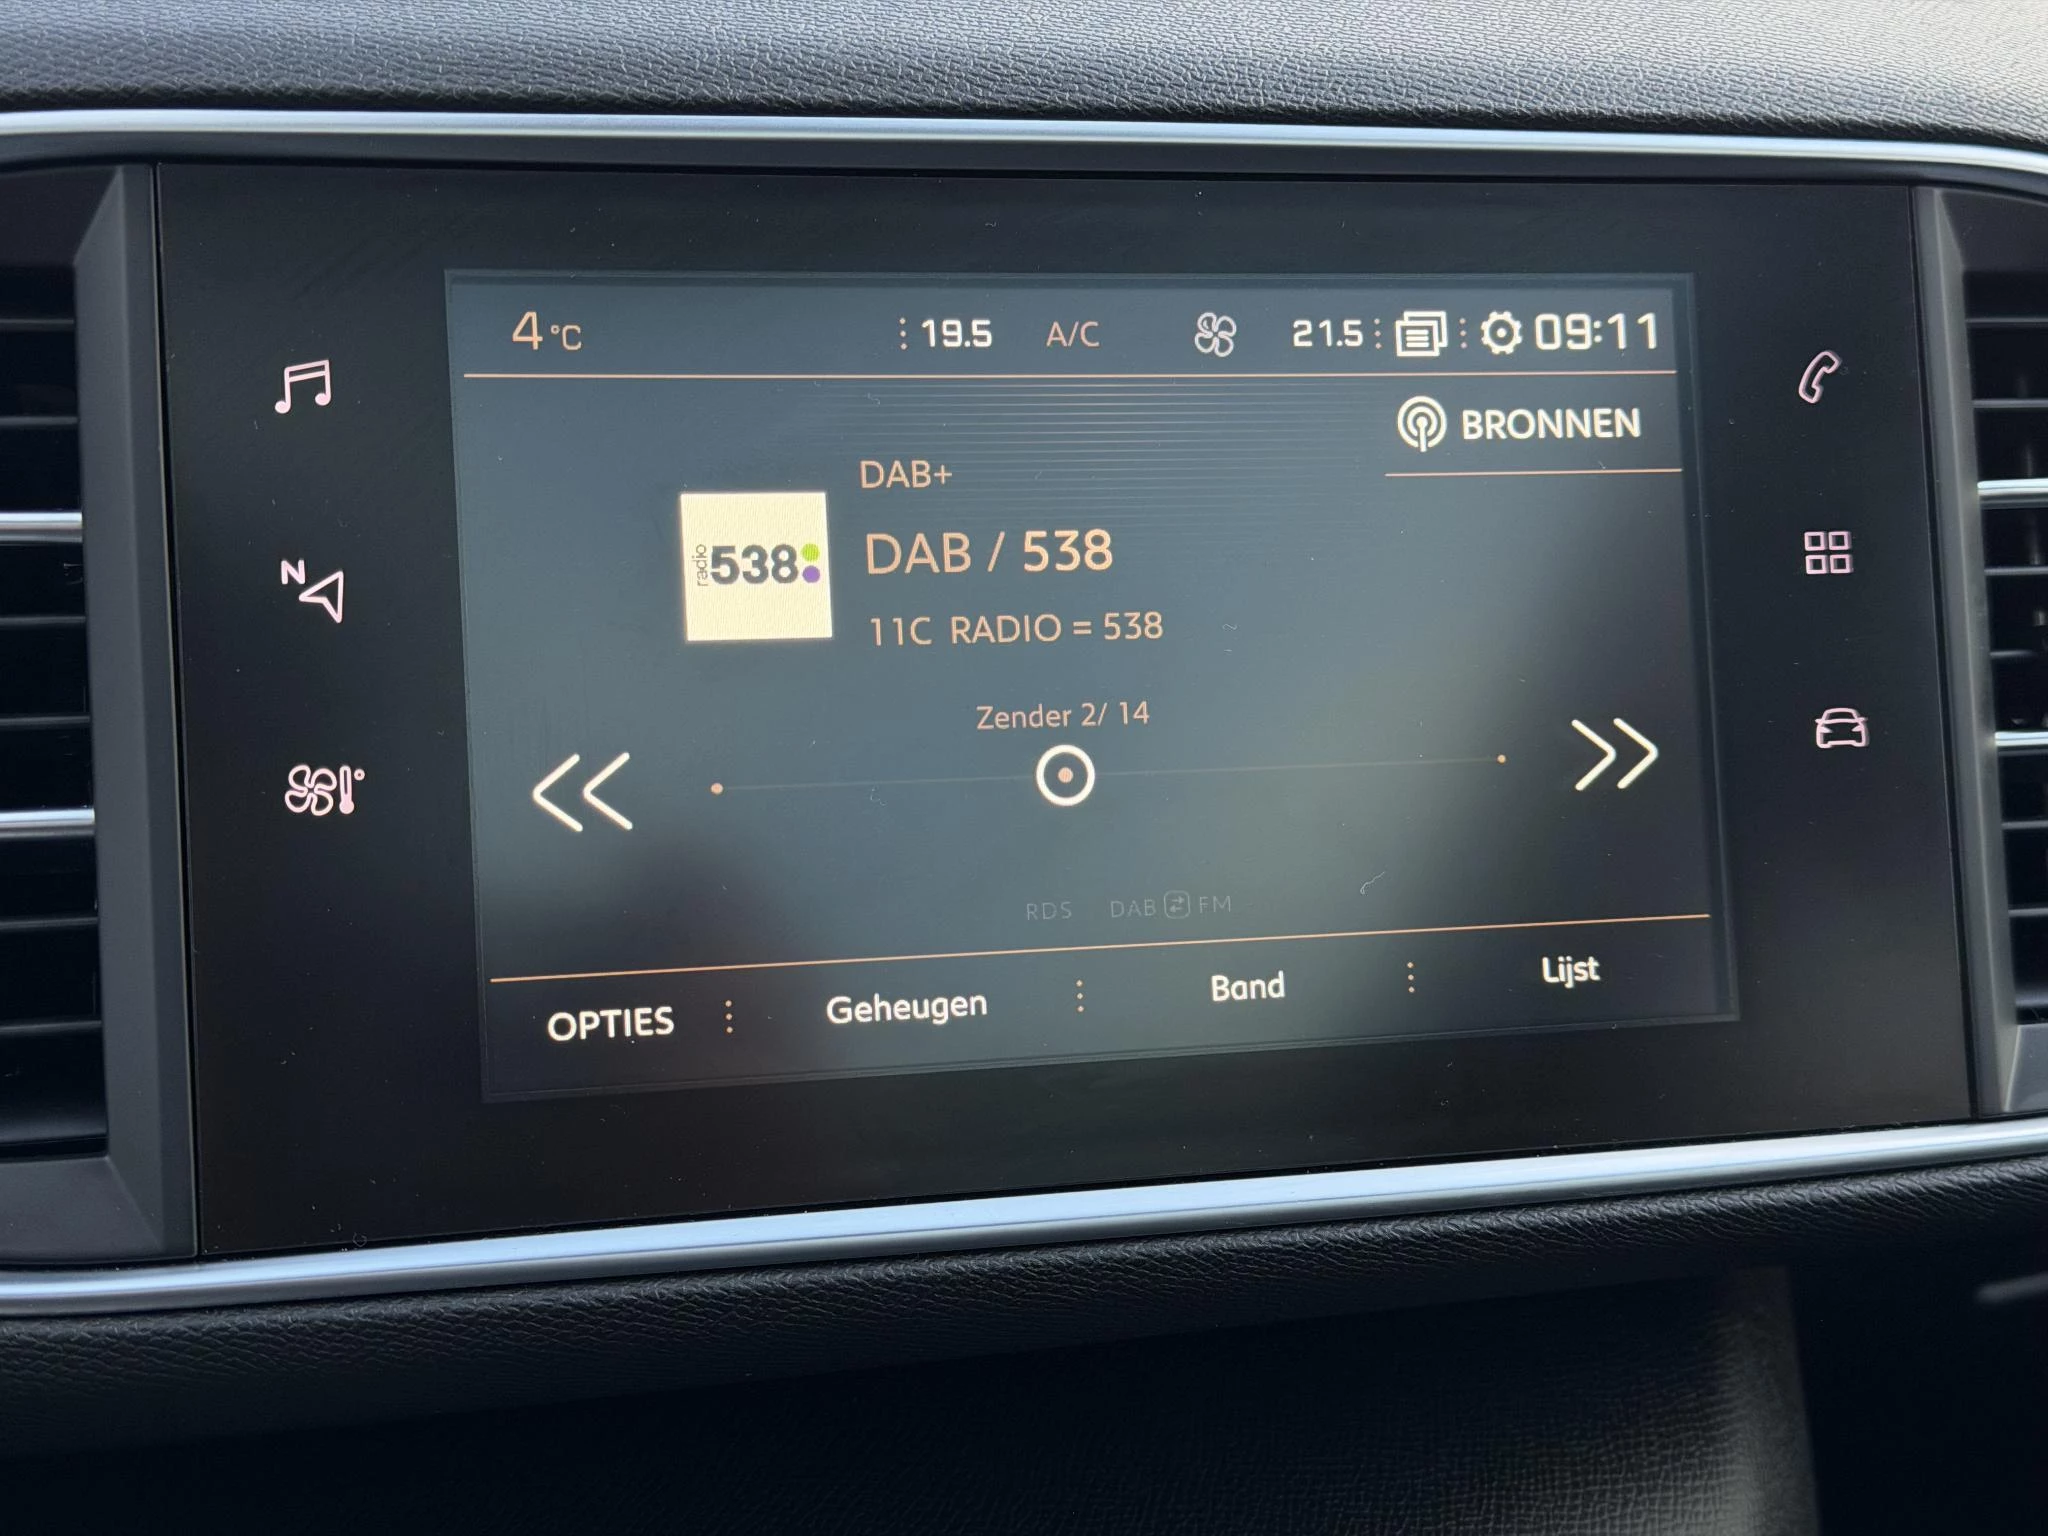 4 °C 19.5 A/C 21.5 09:11
BRONNEN
N
DAB+
radio 538
DAB / 538
11C RADIO = 538
Zender 2/ 14
RDS DAB FM
OPTIES Geheugen Band Lijst